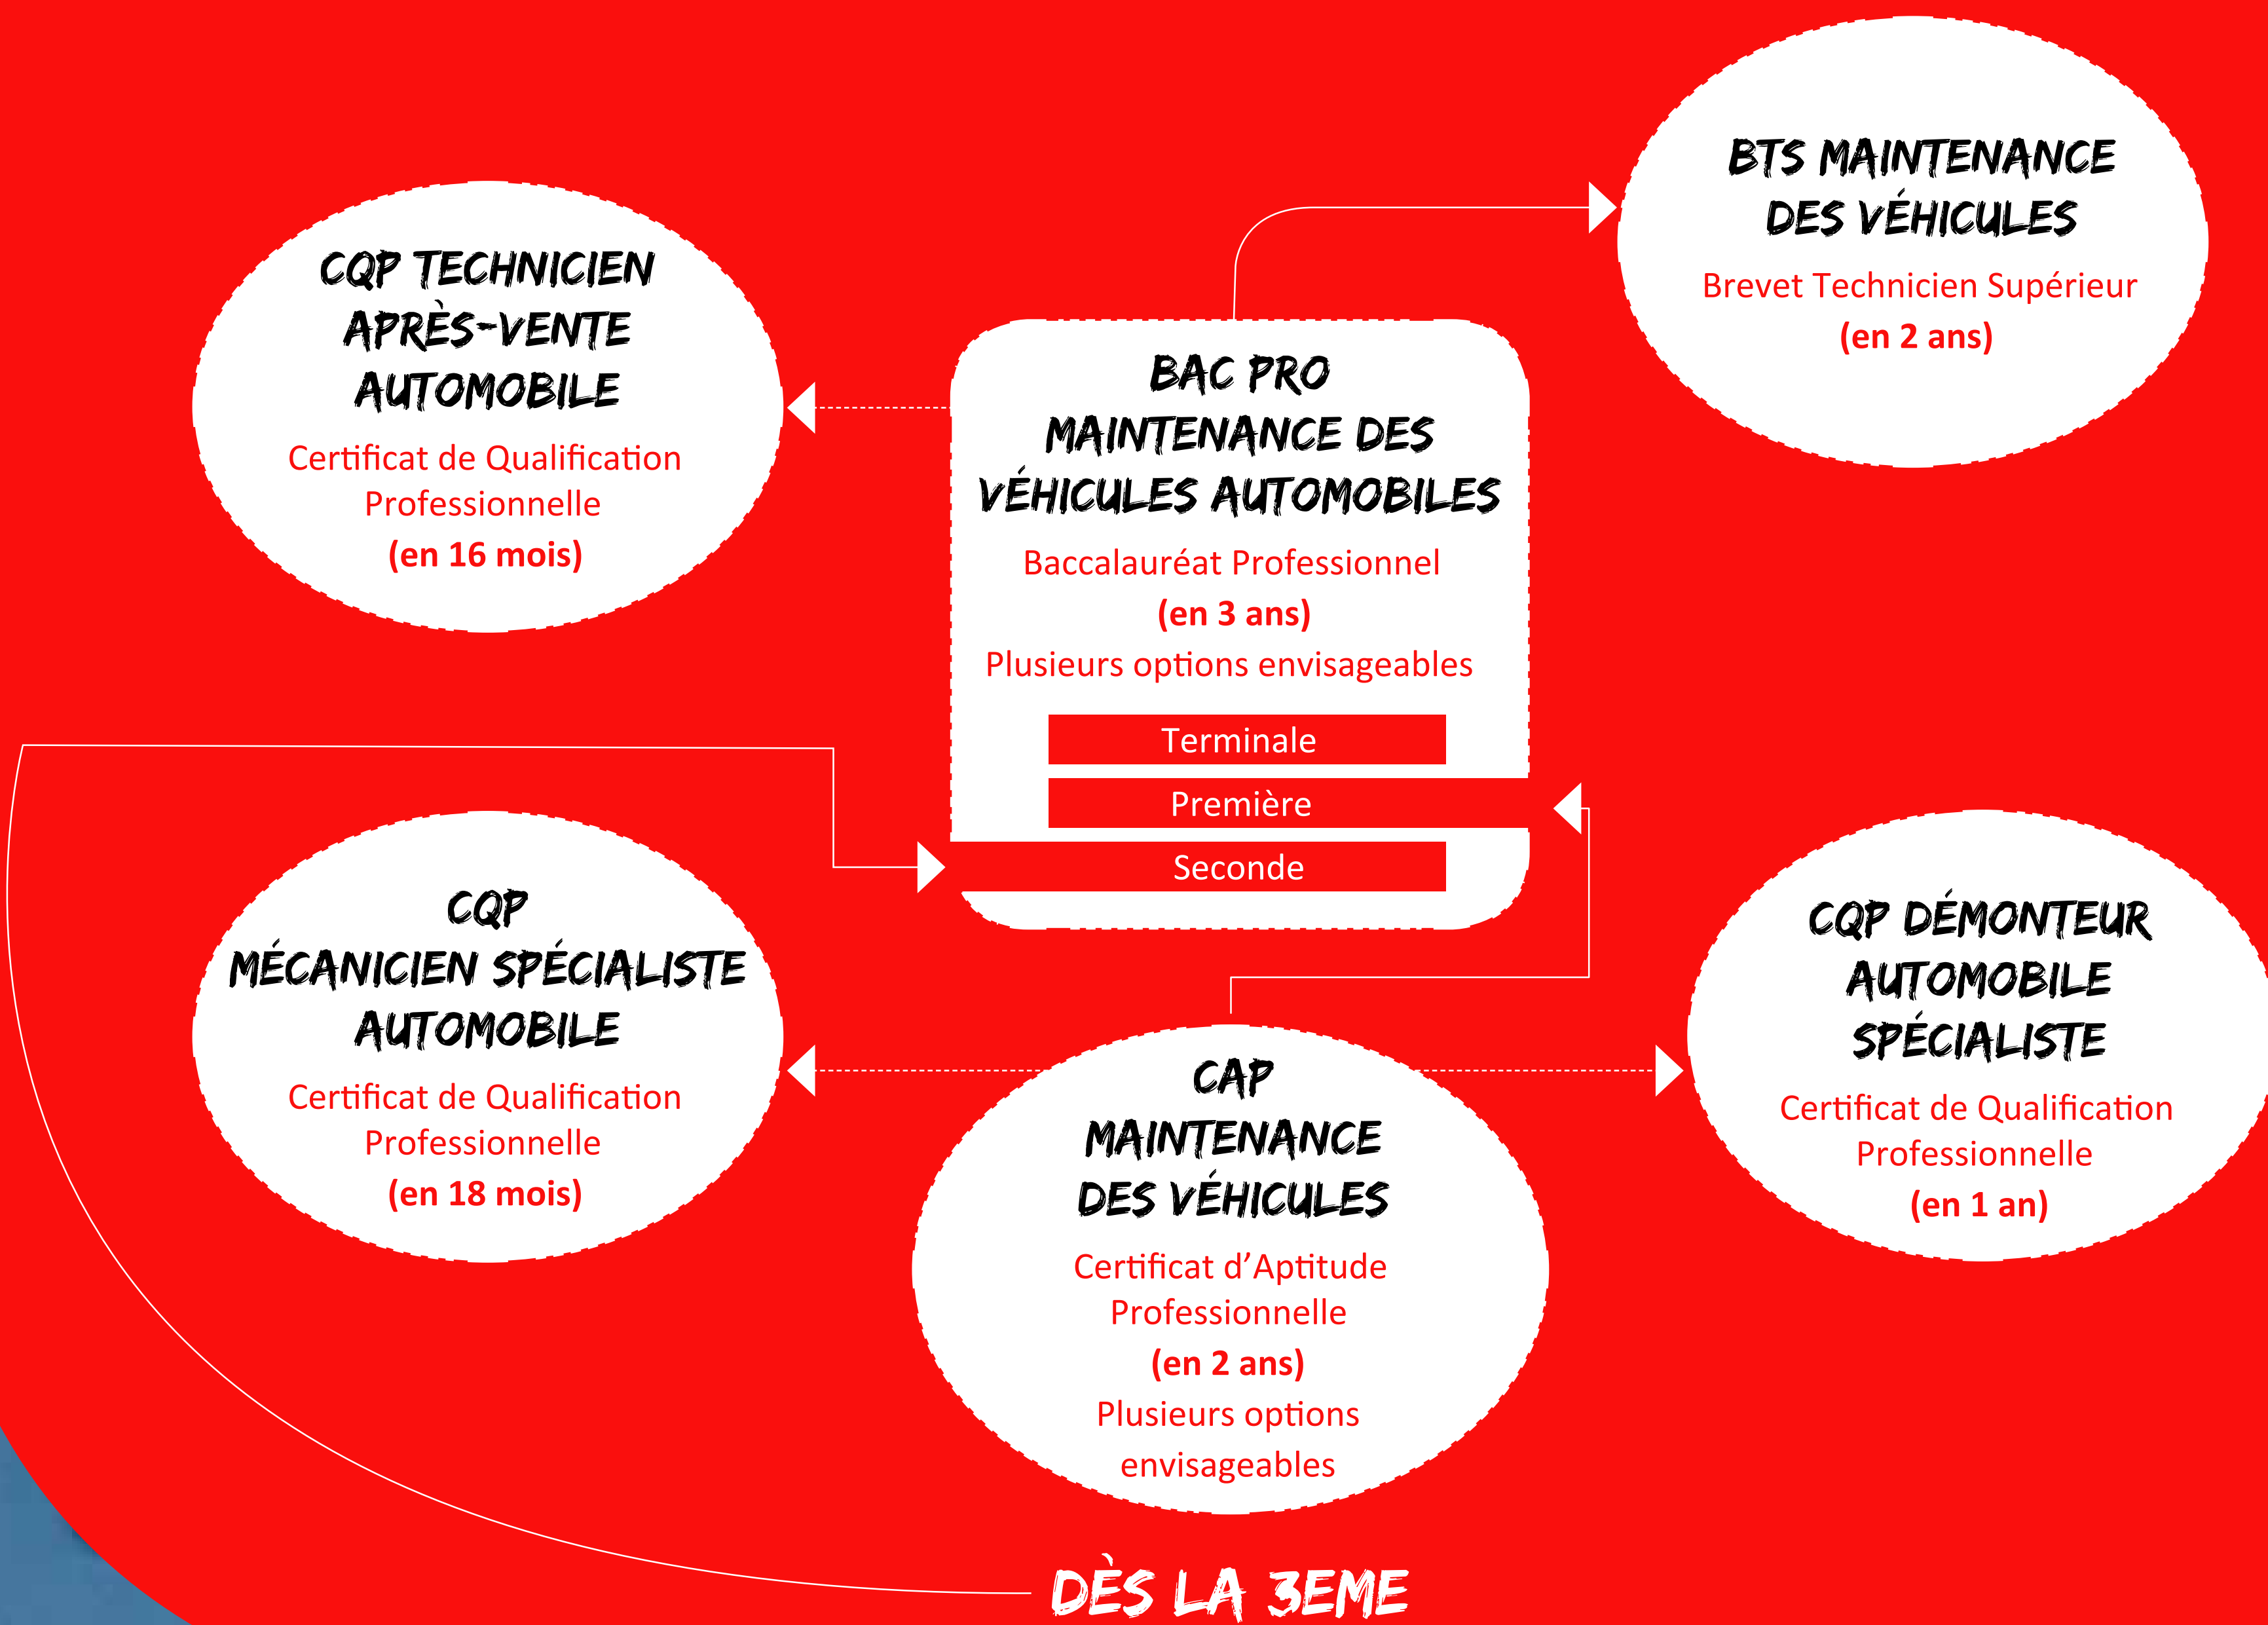 BTS MAINTENANCE
DES VÉHICULES
Brevet Technicien Supérieur
(en 2 ans)
CQP TECHNICIEN
APRÈS-VENTE
AUTOMOBILE
Certificat de Qualification
Professionnelle
(en 16 mois)
BAC PRO
MAINTENANCE DES
VÉHICULES AUTOMOBILES
Baccalauréat Professionnel
(en 3 ans)
Plusieurs options envisageables
Terminale
Première
Seconde
CQP
MÉCANICIEN SPÉCIALISTE
AUTOMOBILE
Certificat de Qualification
Professionnelle
(en 18 mois)
CQP DÉMONTEUR
AUTOMOBILE
SPÉCIALISTE
Certificat de Qualification
Professionnelle
(en 1 an)
CAP
MAINTENANCE
DES VÉHICULES
Certificat d’Aptitude
Professionnelle
(en 2 ans)
Plusieurs options
envisageables
DÈS LA 3EME